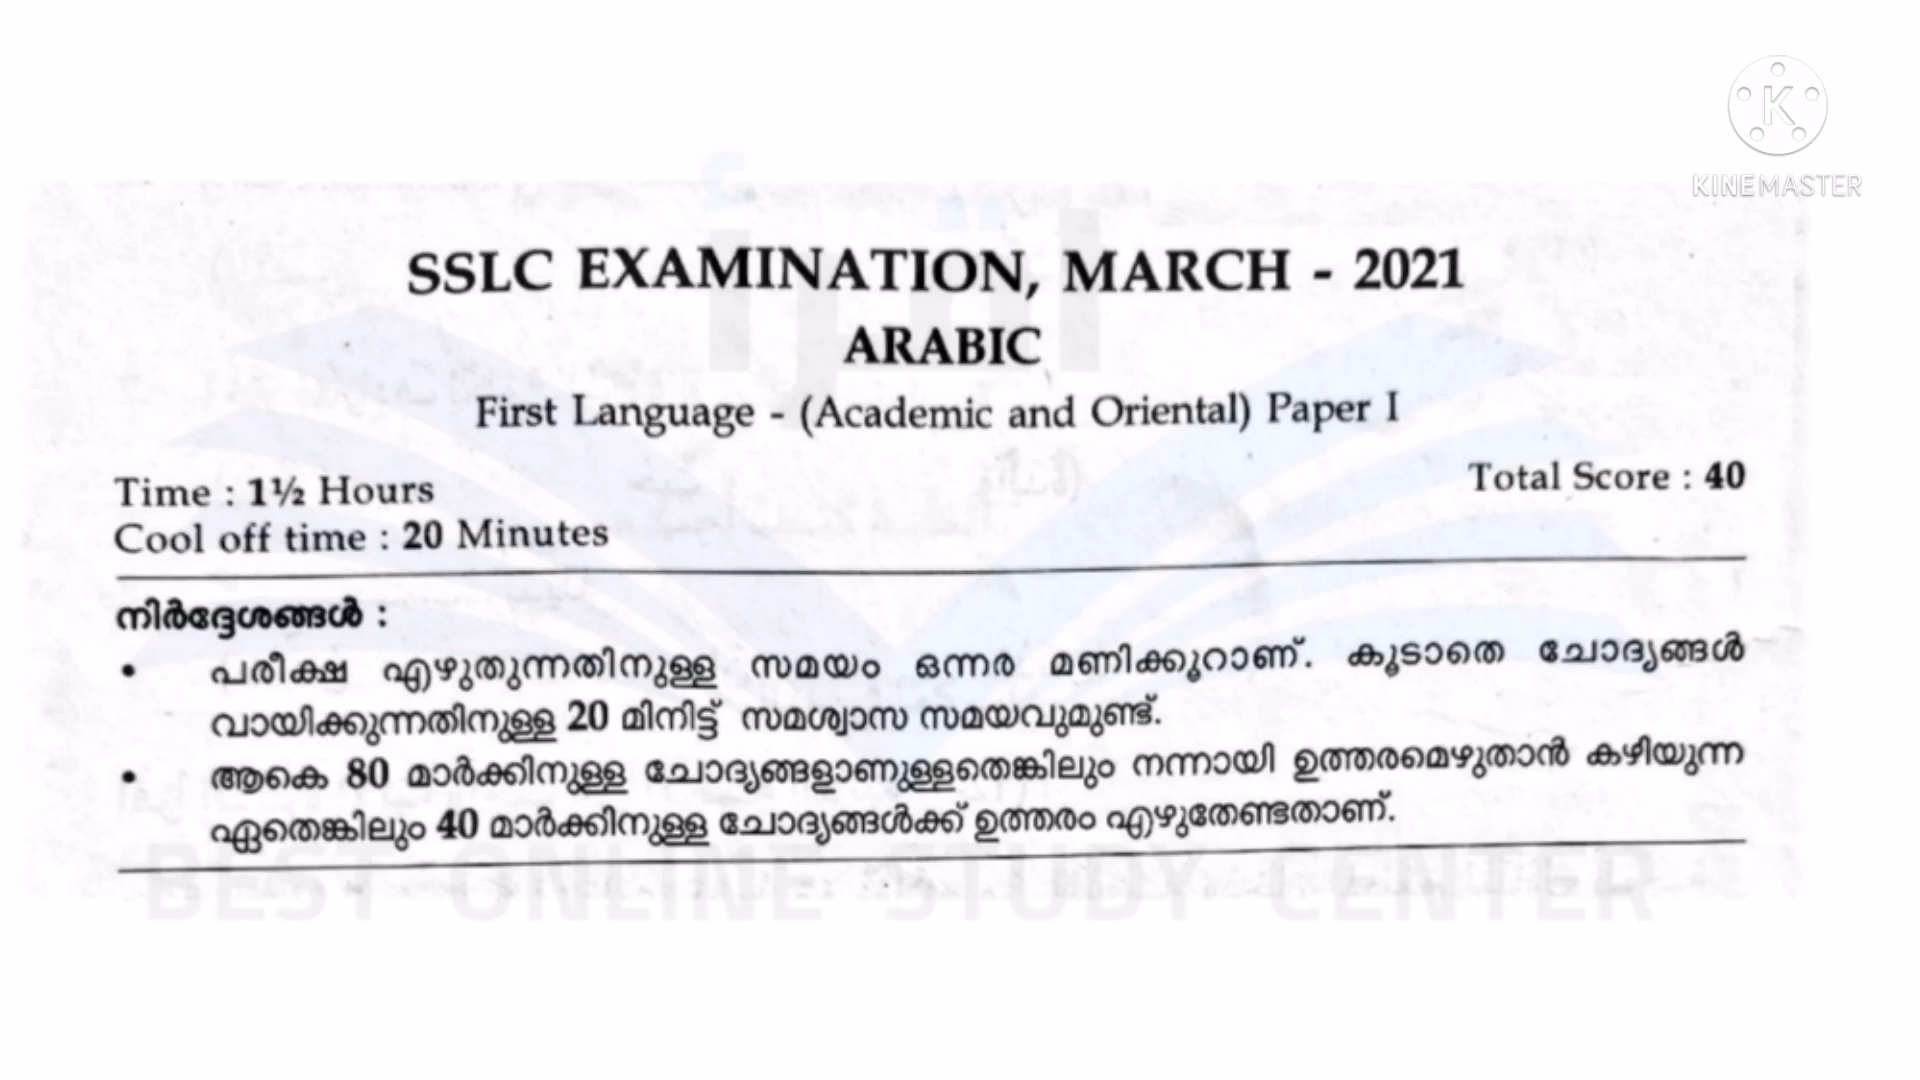 K
KINEMASTER
اقرأ
SSLC EXAMINATION, MARCH - 2021
ARABIC
First Language - (Academic and Oriental) Paper I
Time : 1½ Hours
Total Score : 40
Cool off time : 20 Minutes
നിർദ്ദേശങ്ങൾ :
• പരീക്ഷ എഴുതുന്നതിനുള്ള സമയം ഒന്നര മണിക്കൂറാണ്. കൂടാതെ ചോദ്യങ്ങൾ
വായിക്കുന്നതിനുള്ള 20 മിനിട്ട് സമാശ്വാസ സമയവുമുണ്ട്.
• ആകെ 80 മാർക്കിനുള്ള ചോദ്യങ്ങളാണുള്ളതെങ്കിലും നന്നായി ഉത്തരമെഴുതാൻ കഴിയുന്ന
ഏതെങ്കിലും 40 മാർക്കിനുള്ള ചോദ്യങ്ങൾക്ക് ഉത്തരം എഴുതേണ്ടതാണ്.
BEST ONLINE STUDY CENTER